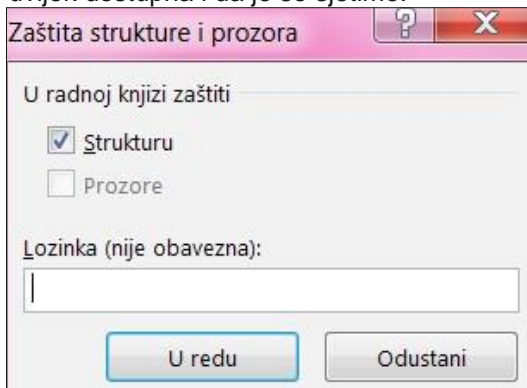 Zaštita strukture i prozora
U radnoj knjizi zaštiti
Strukturu
Prozore
Lozinka (nije obavezna):
U redu
Odustani